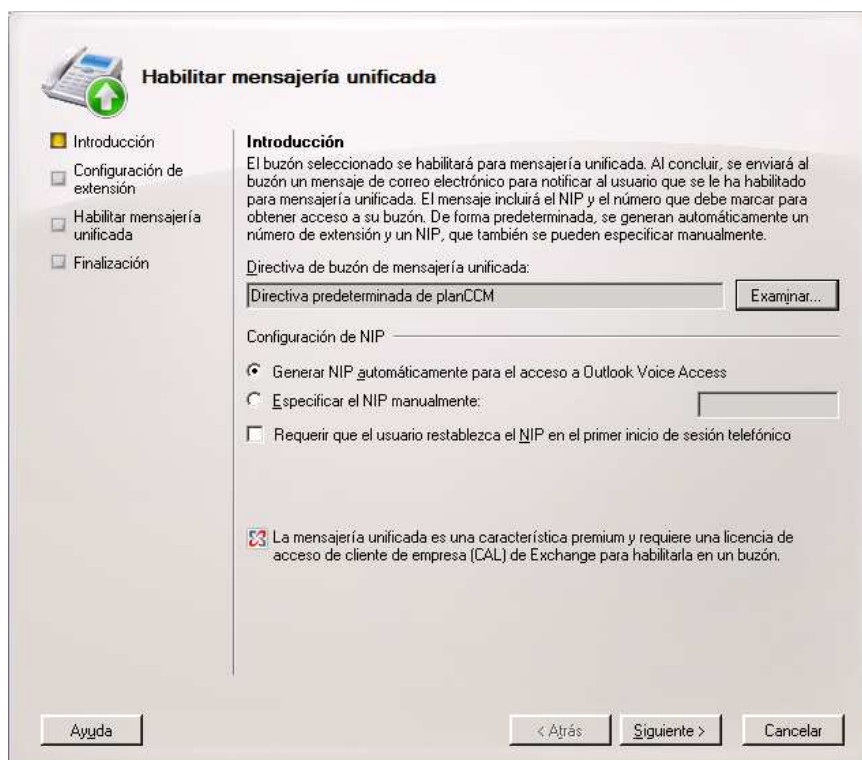 Habilitar mensajería unificada
Introducción
Configuración de
extensión
Habilitar mensajería
unificada
Finalización
Introducción
El buzón seleccionado se habilitará para mensajería unificada. Al concluir, se enviará al
buzón un mensaje de correo electrónico para notificar al usuario que se le ha habilitado
para mensajería unificada. El mensaje incluirá el NIP y el número que debe marcar para
obtener acceso a su buzón. De forma predeterminada, se generan automáticamente un
número de extensión y un NIP, que también se pueden especificar manualmente.
Directiva de buzón de mensajería unificada:
Directiva predeterminada de planCCM
Examinar...
Configuración de NIP
Generar NIP automáticamente para el acceso a Outlook Voice Access
Especificar el NIP manualmente:
Requerir que el usuario restablezca el NIP en el primer inicio de sesión telefónico
La mensajería unificada es una característica premium y requiere una licencia de
acceso de cliente de empresa (CAL) de Exchange para habilitarla en un buzón.
Ayuda
< Atrás
Siguiente >
Cancelar